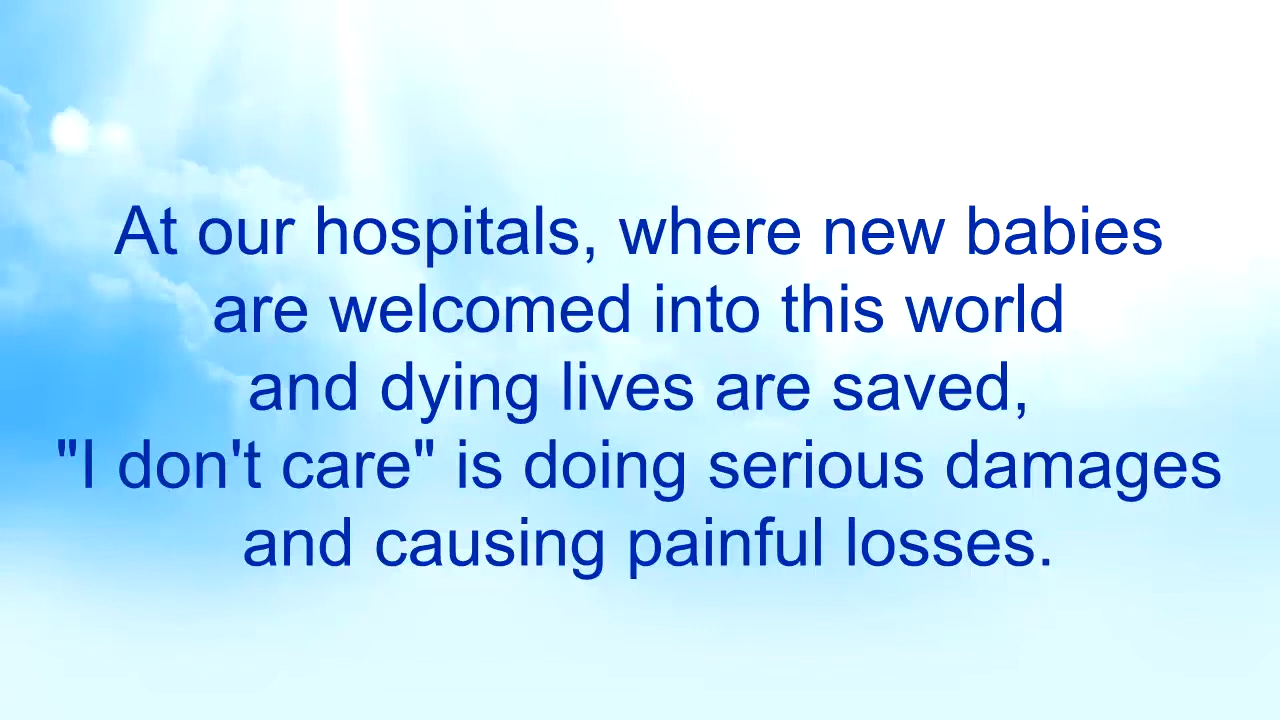 At our hospitals, where new babies
are welcomed into this world
and dying lives are saved,
"I don't care" is doing serious damages
and causing painful losses.